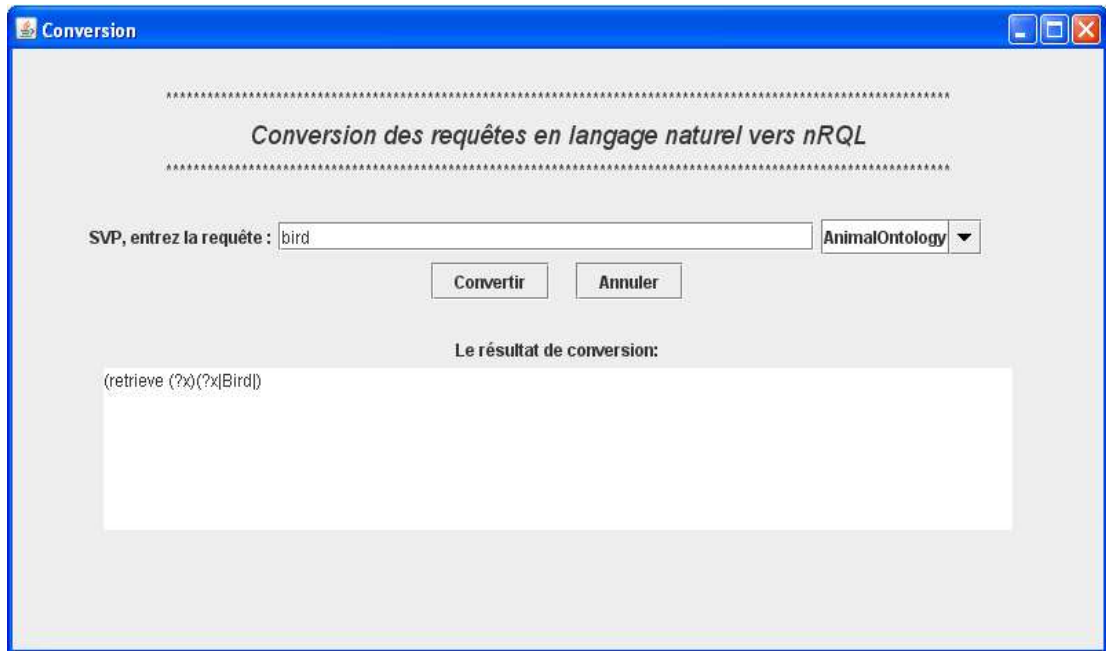 Conversion
****************************************************************************************************************
Conversion des requêtes en langage naturel vers nRQL
****************************************************************************************************************
SVP, entrez la requête : bird AnimalOntology
Convertir Annuler
Le résultat de conversion:
(retrieve (?x)(?x|Bird|)